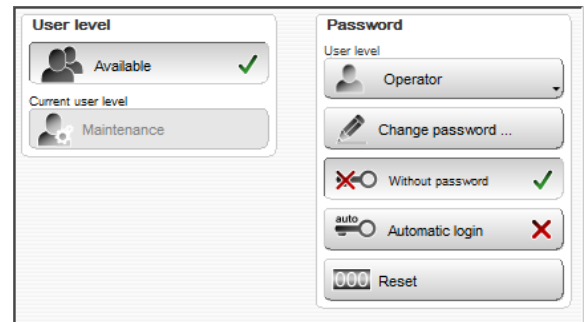 User level
Available
Current user level
Maintenance
Password
User level
Operator
Change password ...
Without password
auto
Automatic login
000 Reset